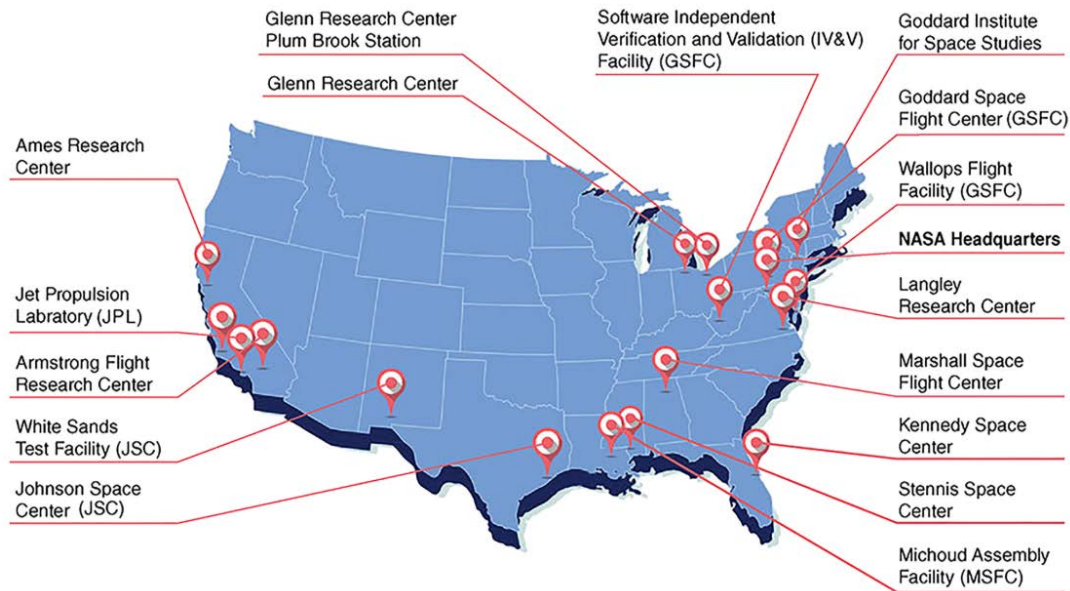 Glenn Research Center
Plum Brook Station
Glenn Research Center
Software Independent
Verification and Validation (IV&V)
Facility (GSFC)
Goddard Institute
for Space Studies
Goddard Space
Flight Center (GSFC)
Wallops Flight
Facility (GSFC)
NASA Headquarters
Langley
Research Center
Marshall Space
Flight Center
Kennedy Space
Center
Stennis Space
Center
Michoud Assembly
Facility (MSFC)
Ames Research
Center
Jet Propulsion
Labratory (JPL)
Armstrong Flight
Research Center
White Sands
Test Facility (JSC)
Johnson Space
Center (JSC)